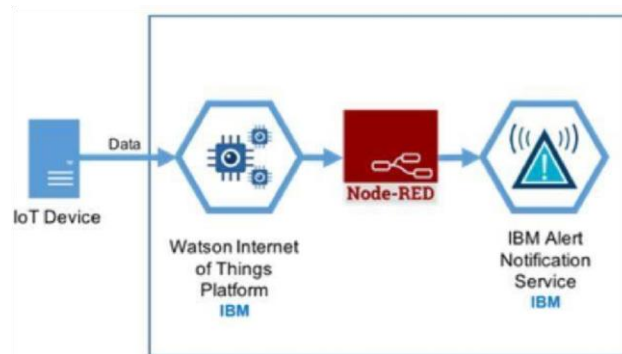 Data
IoT Device
Node-RED
Watson Internet
of Things
Platform
IBM
IBM Alert
Notification
Service
IBM